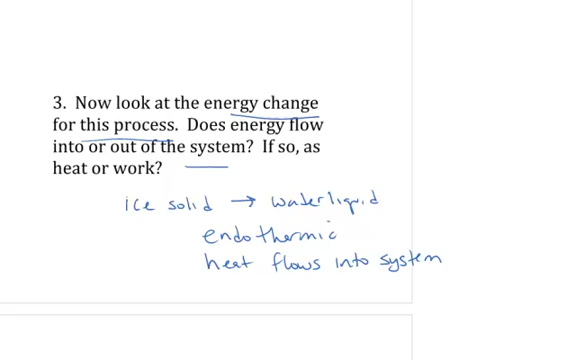 3. Now look at the energy change
for this process. Does energy flow
into or out of the system? If so, as
heat or work?
ice solid → water liquid
endothermic
heat flows into system